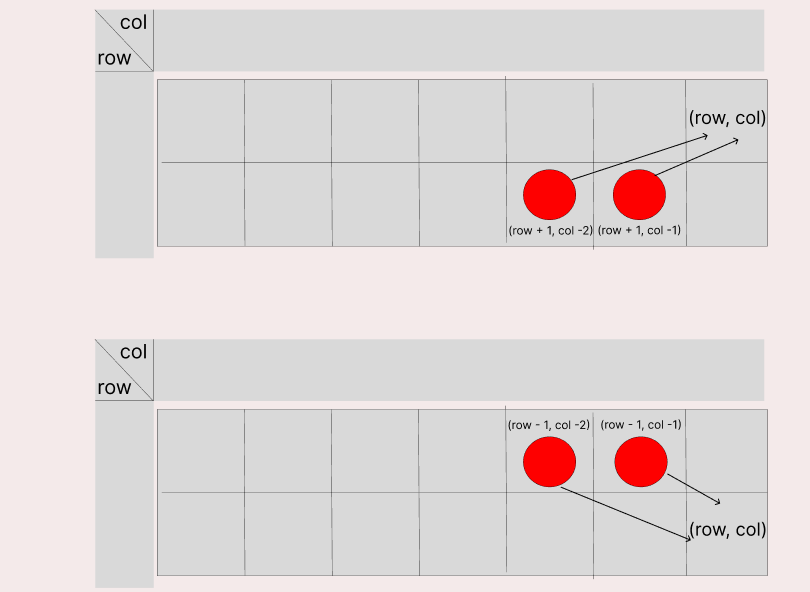 col
row
(row, col)
(row + 1, col -2) (row + 1, col -1)
col
row
(row - 1, col -2) (row - 1, col -1)
(row, col)